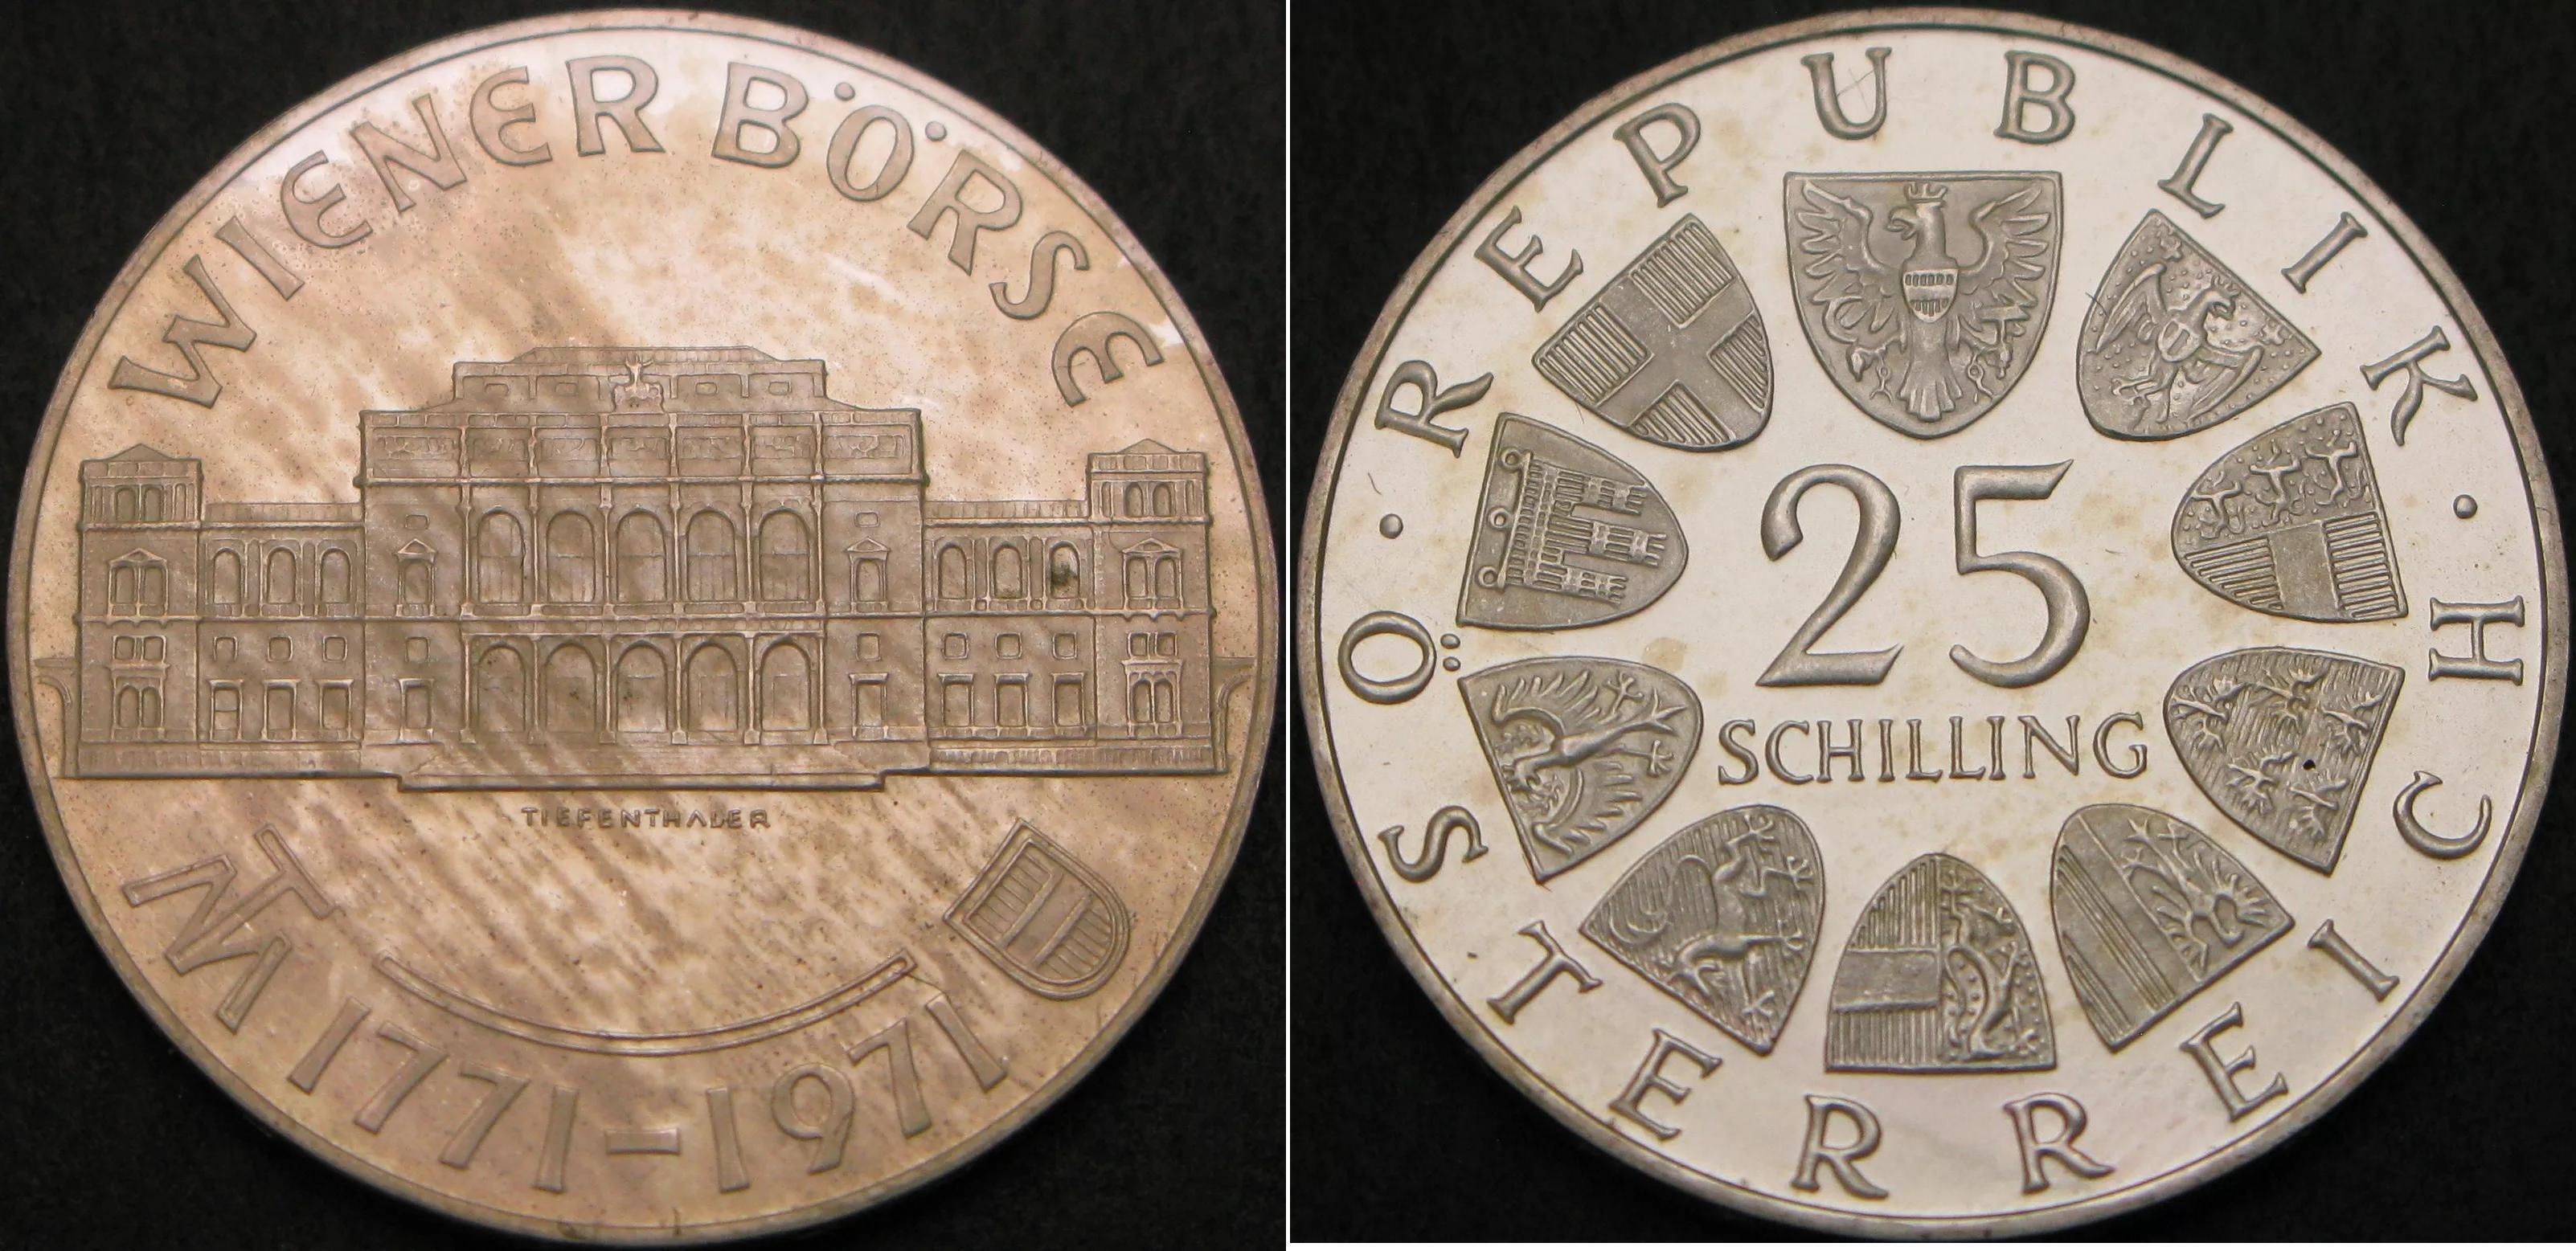 WIENER BÖRSE
TIEFENTHALER
MT
1771-1971
REPUBLIK · ÖSTERREICH ·
25
SCHILLING